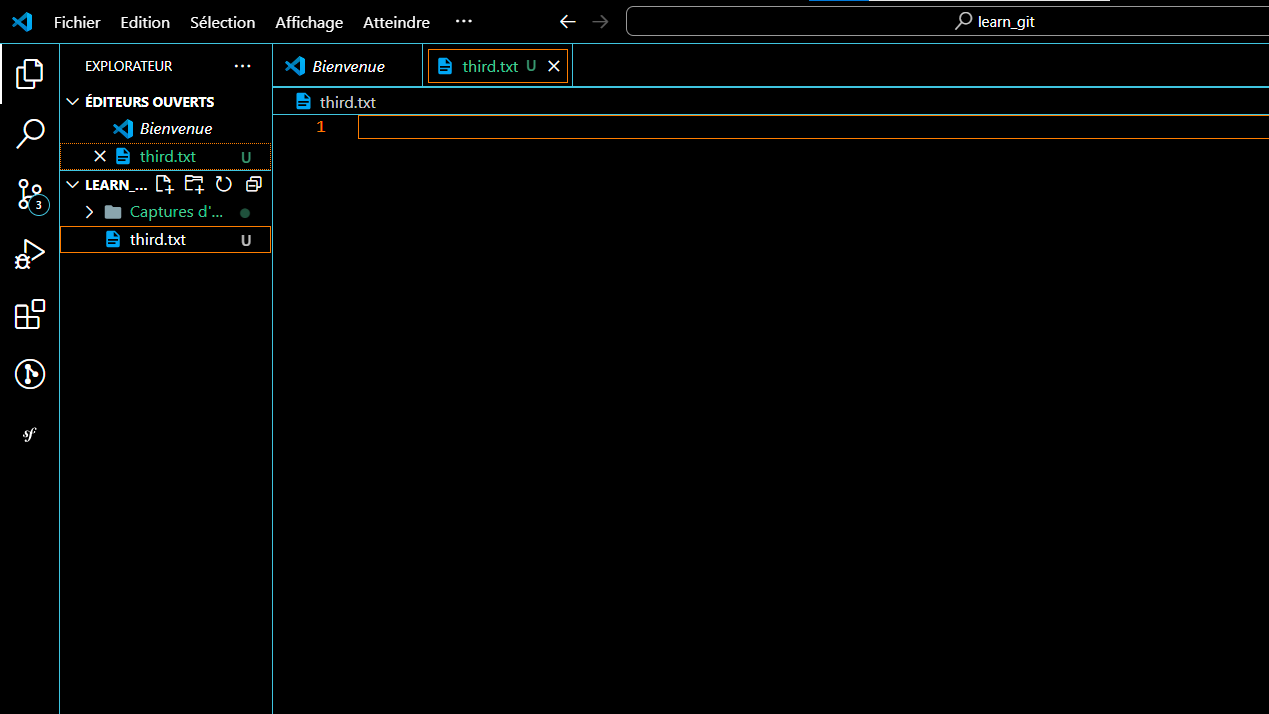 Fichier Edition Sélection Affichage Atteindre ··· learn_git
EXPLORATEUR ···
Bienvenue
third.txt U
ÉDITEURS OUVERTS
Bienvenue
third.txt U
LEARN_...
Captures d'...
third.txt U
3
sf
third.txt
1